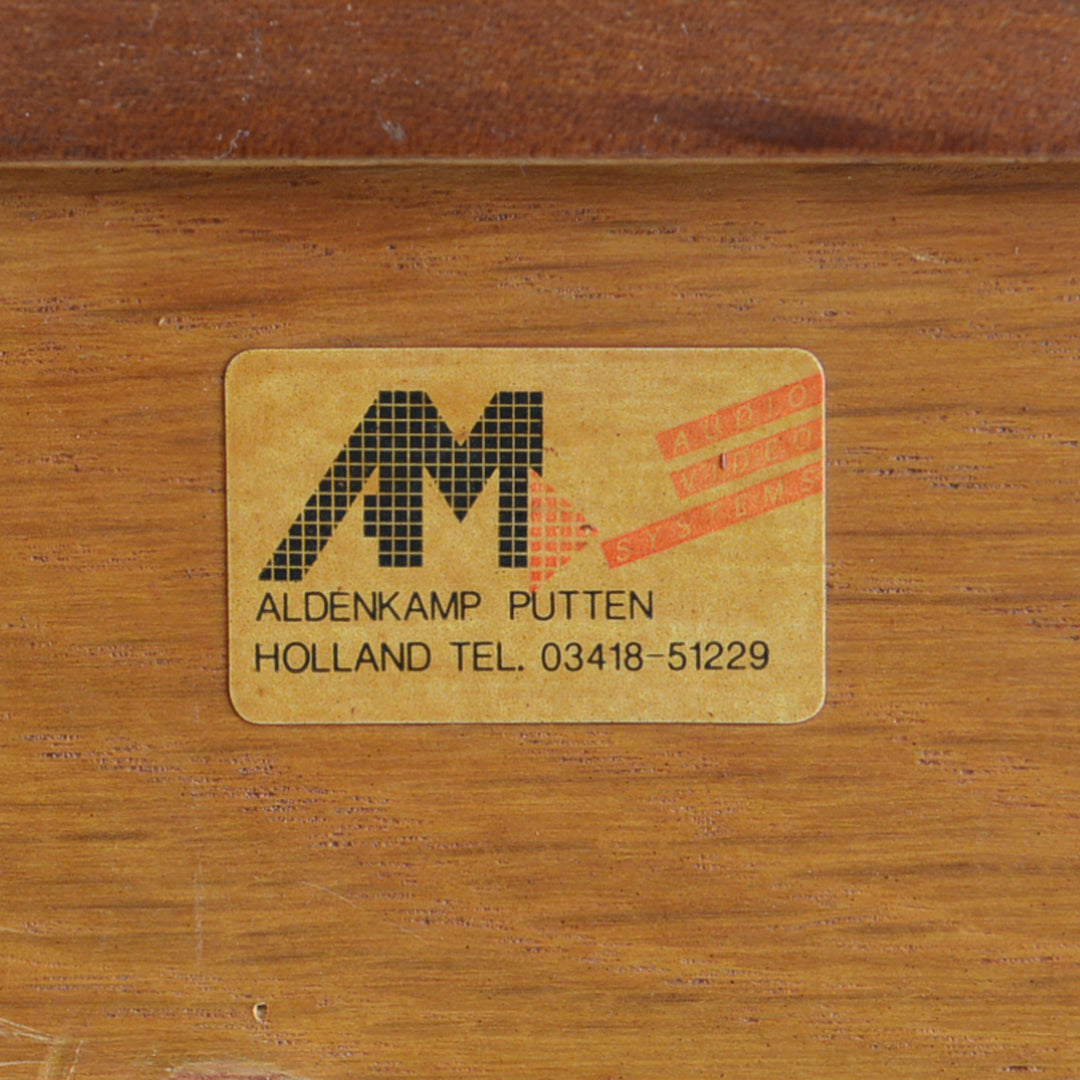 AM
AUDIO
VIDEO
SYSTEMS
ALDENKAMP PUTTEN
HOLLAND TEL. 03418-51229